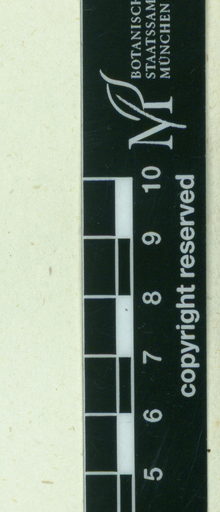 BOTANISCH
STAATSSAM
MÜNCHEN
M
10
9
8
7
6
5
copyright reserved